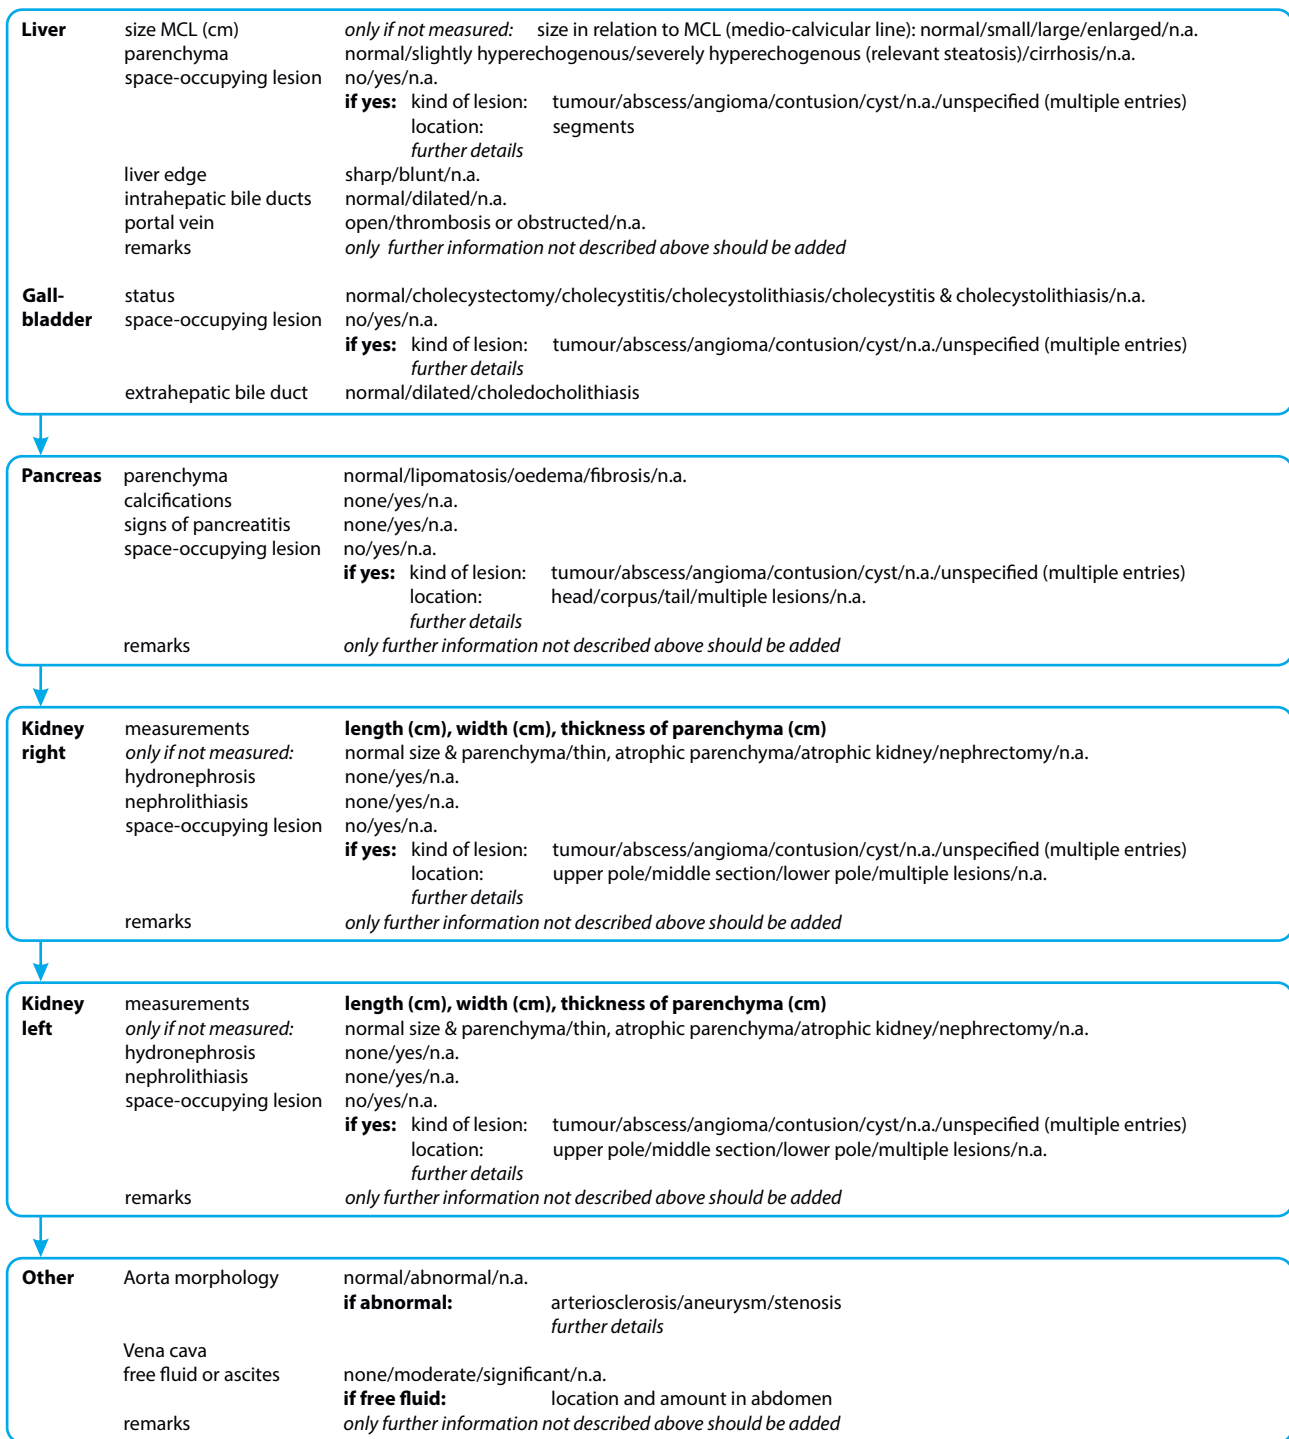 Liver size MCL (cm) only if not measured: size in relation to MCL (medio-calvicular line): normal/small/large/enlarged/n.a.
parenchyma normal/slightly hyperechogenous/severely hyperechogenous (relevant steatosis)/cirrhosis/n.a.
space-occupying lesion no/yes/n.a.
if yes: kind of lesion: tumour/abscess/angioma/contusion/cyst/n.a./unspecified (multiple entries)
location: segments
further details
liver edge sharp/blunt/n.a.
intrahepatic bile ducts normal/dilated/n.a.
portal vein open/thrombosis or obstructed/n.a.
remarks only further information not described above should be added
Gall- status normal/cholecystectomy/cholecystitis/cholecystolithiasis/cholecystitis & cholecystolithiasis/n.a.
bladder space-occupying lesion no/yes/n.a.
if yes: kind of lesion: tumour/abscess/angioma/contusion/cyst/n.a./unspecified (multiple entries)
further details
extrahepatic bile duct normal/dilated/choledocholithiasis
Pancreas parenchyma normal/lipomatosis/oedema/fibrosis/n.a.
calcifications none/yes/n.a.
signs of pancreatitis none/yes/n.a.
space-occupying lesion no/yes/n.a.
if yes: kind of lesion: tumour/abscess/angioma/contusion/cyst/n.a./unspecified (multiple entries)
location: head/corpus/tail/multiple lesions/n.a.
further details
remarks only further information not described above should be added
Kidney measurements length (cm), width (cm), thickness of parenchyma (cm)
right only if not measured: normal size & parenchyma/thin, atrophic parenchyma/atrophic kidney/nephrectomy/n.a.
hydronephrosis none/yes/n.a.
nephrolithiasis none/yes/n.a.
space-occupying lesion no/yes/n.a.
if yes: kind of lesion: tumour/abscess/angioma/contusion/cyst/n.a./unspecified (multiple entries)
location: upper pole/middle section/lower pole/multiple lesions/n.a.
further details
remarks only further information not described above should be added
Kidney measurements length (cm), width (cm), thickness of parenchyma (cm)
left only if not measured: normal size & parenchyma/thin, atrophic parenchyma/atrophic kidney/nephrectomy/n.a.
hydronephrosis none/yes/n.a.
nephrolithiasis none/yes/n.a.
space-occupying lesion no/yes/n.a.
if yes: kind of lesion: tumour/abscess/angioma/contusion/cyst/n.a./unspecified (multiple entries)
location: upper pole/middle section/lower pole/multiple lesions/n.a.
further details
remarks only further information not described above should be added
Other Aorta morphology normal/abnormal/n.a.
if abnormal: arteriosclerosis/aneurysm/stenosis
further details
Vena cava
free fluid or ascites none/moderate/significant/n.a.
if free fluid: location and amount in abdomen
remarks only further information not described above should be added